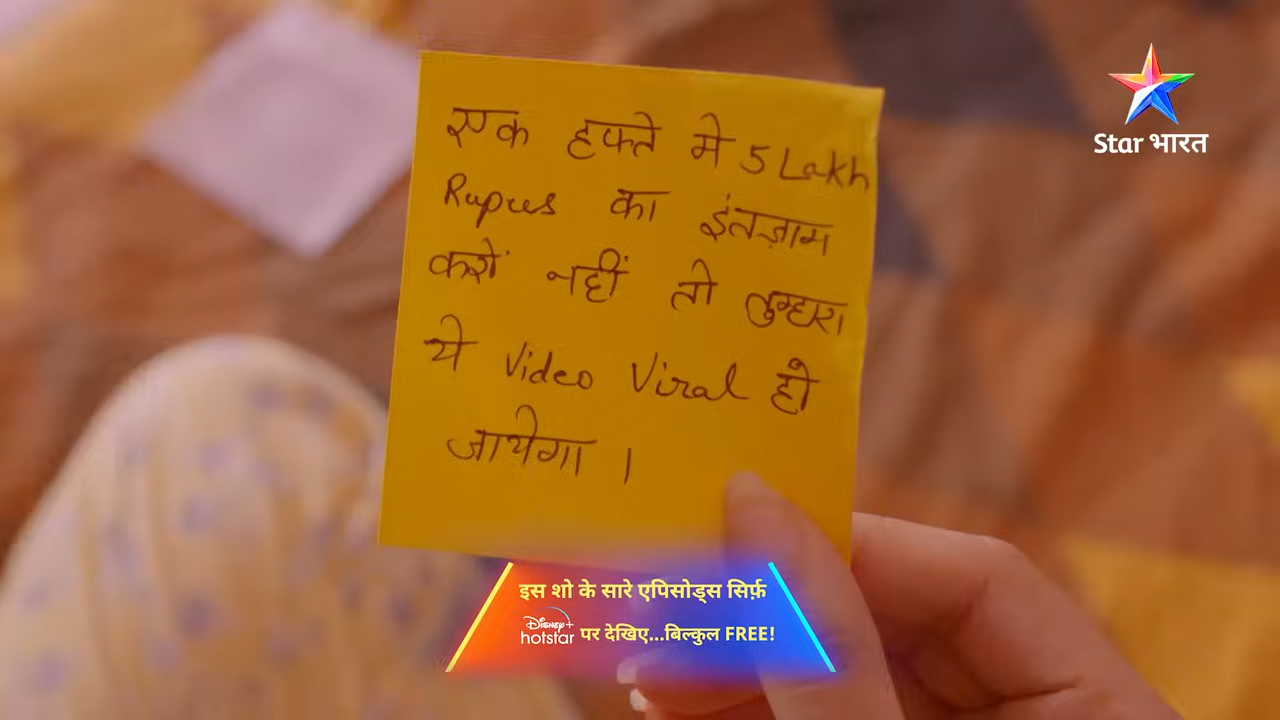 एक हफ्ते मे 5 Lakh
Rupees का इंतज़ाम
करों नहीं तो तुम्हारा
ये Video Viral हो
जायेगा ।
Star भारत
इस शो के सारे एपिसोड्स सिर्फ़
Disney+ hotstar पर देखिए...बिल्कुल FREE!